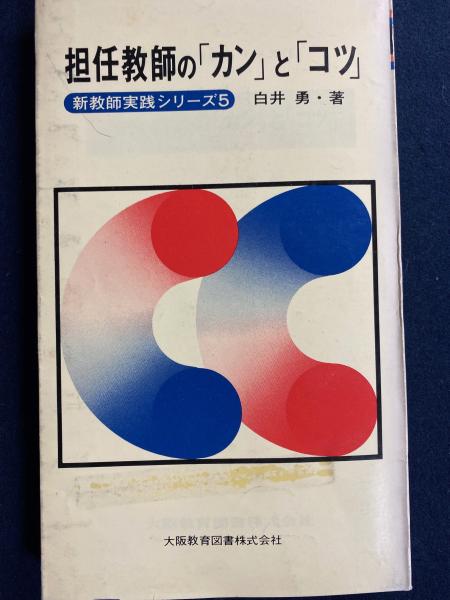 担任教師の「カン」と「コツ」
新教師実践シリーズ5 白井 勇・著
大阪教育図書株式会社